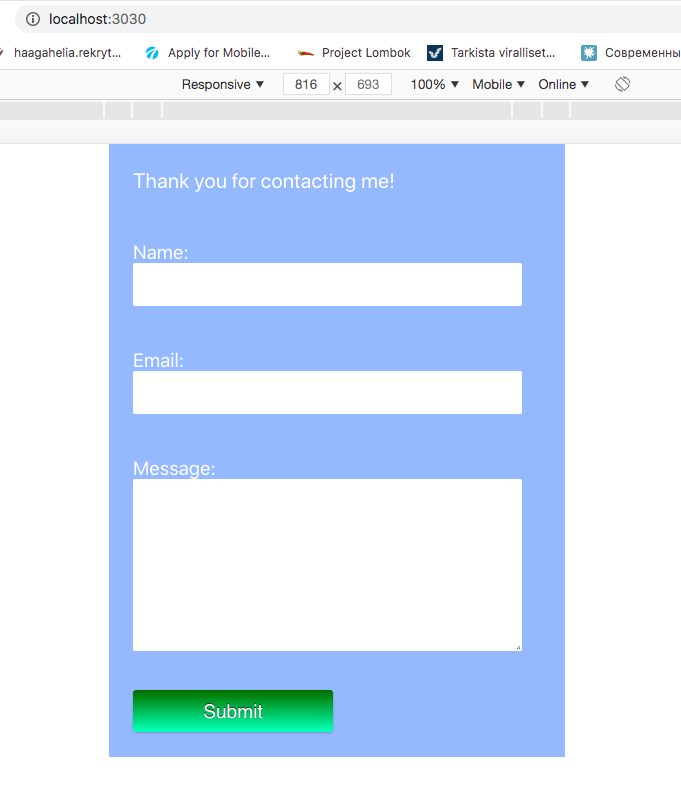 localhost:3030
haagahelia.rekryt... Apply for Mobile... Project Lombok Tarkista viralliset... Современны
Responsive ▼ 816 × 693 100% ▼ Mobile ▼ Online ▼
Thank you for contacting me!
Name:
Email:
Message:
Submit